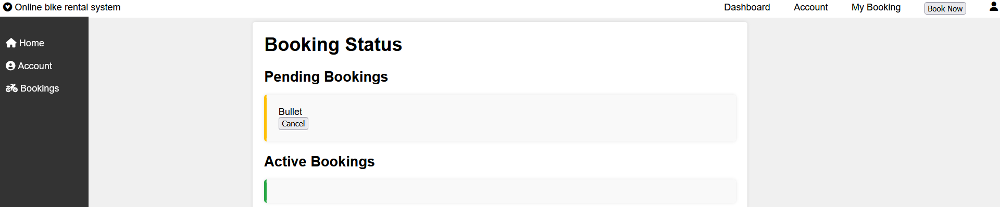 Online bike rental system
Dashboard
Account
My Booking
Book Now
Home
Account
Bookings
Booking Status
Pending Bookings
Bullet
Cancel
Active Bookings